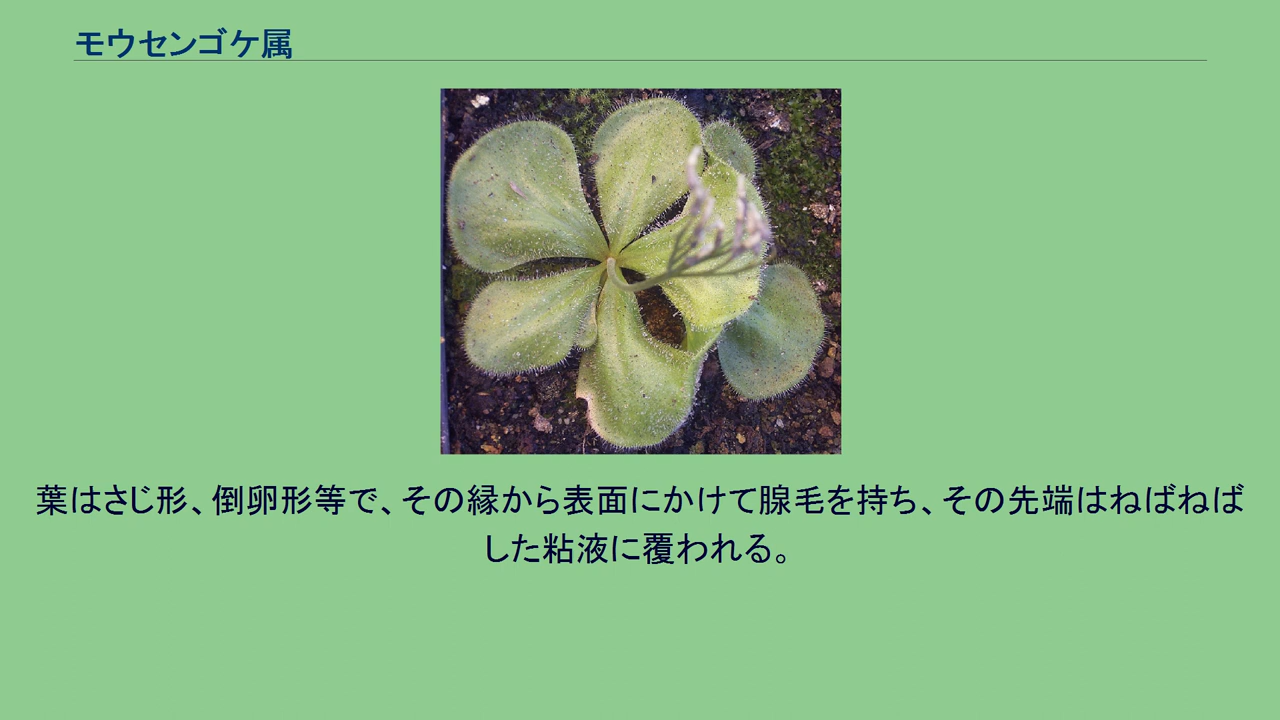 モウセンゴケ属
葉はさじ形、倒卵形等で、その縁から表面にかけて腺毛を持ち、その先端はねばねば
した粘液に覆われる。